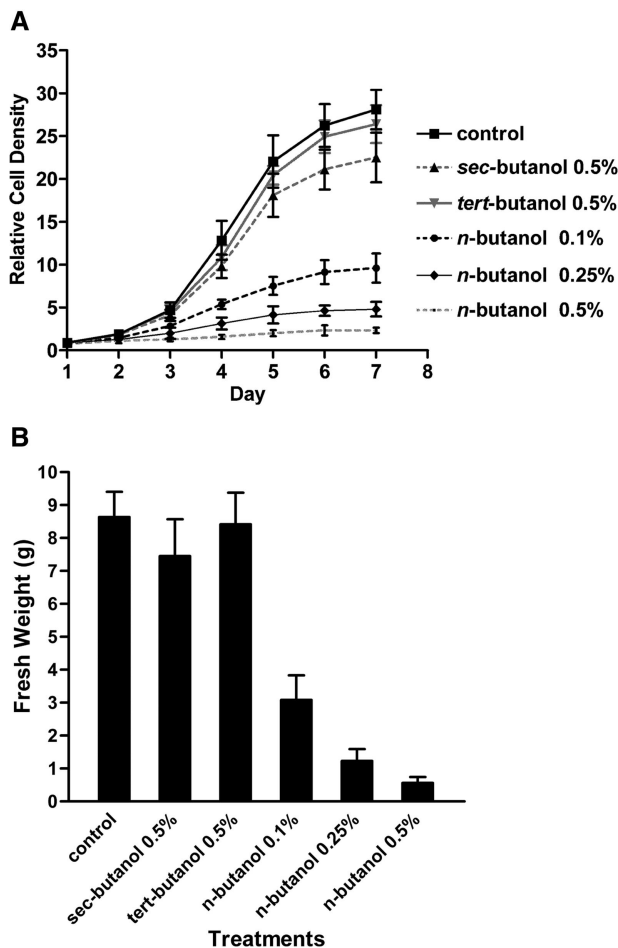 A
35
30
25
20
15
10
5
0
Relative Cell Density
1 2 3 4 5 6 7 8
Day
control
sec-butanol 0.5%
tert-butanol 0.5%
n-butanol 0.1%
n-butanol 0.25%
n-butanol 0.5%
B
10
9
8
7
6
5
4
3
2
1
0
Fresh Weight (g)
control
sec-butanol 0.5%
tert-butanol 0.5%
n-butanol 0.1%
n-butanol 0.25%
n-butanol 0.5%
Treatments